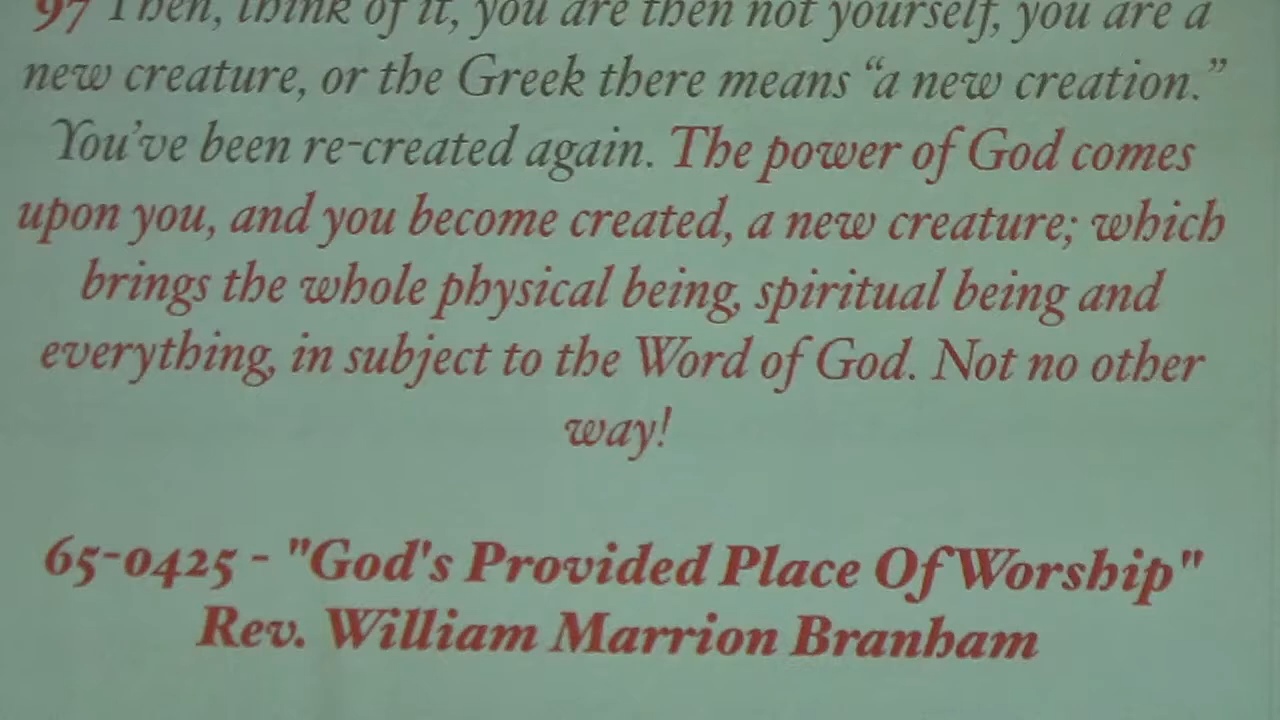 97 Then, think of it, you are then not yourself, you are a
new creature, or the Greek there means “a new creation.”
You’ve been re-created again. The power of God comes
upon you, and you become created, a new creature; which
brings the whole physical being, spiritual being and
everything, in subject to the Word of God. Not no other
way!
65-0425 - "God's Provided Place Of Worship"
Rev. William Marrion Branham